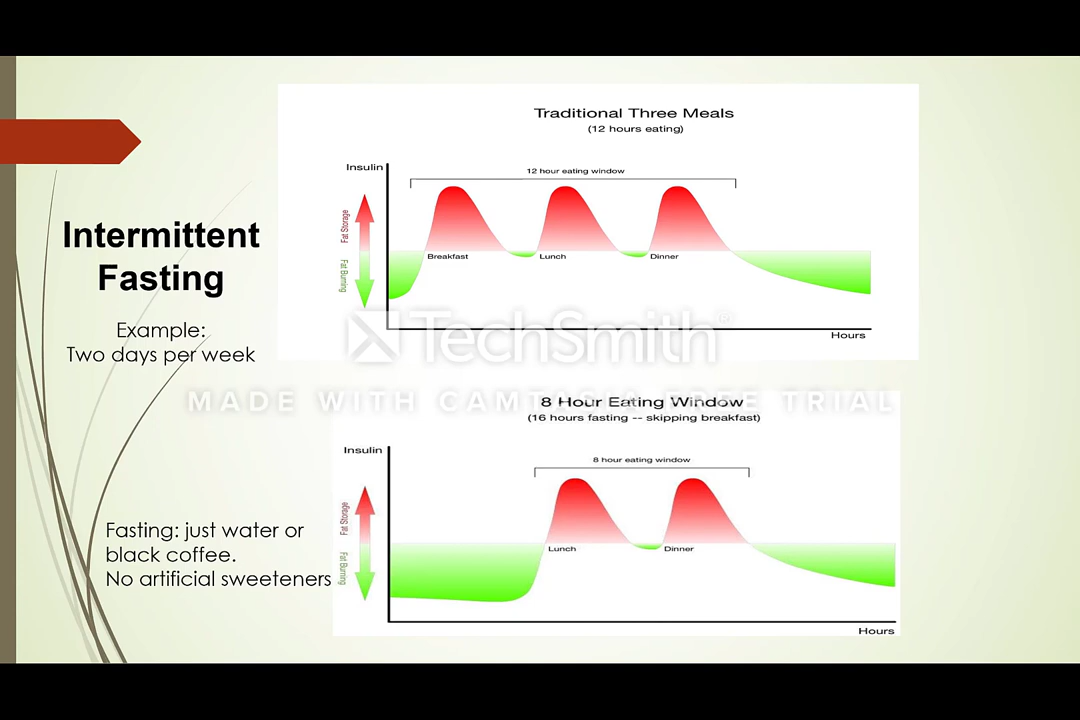 Intermittent
Fasting
Example:
Two days per week
Fasting: just water or
black coffee.
No artificial sweeteners
Traditional Three Meals
(12 hours eating)
Insulin
12 hour eating window
Fat Storage
Fat Burning
Breakfast
Lunch
Dinner
Hours
TechSmith®
MADE WITH CAMTASIA FREE TRIAL
8 Hour Eating Window
(16 hours fasting -- skipping breakfast)
Insulin
8 hour eating window
Fat Storage
Fat Burning
Lunch
Dinner
Hours